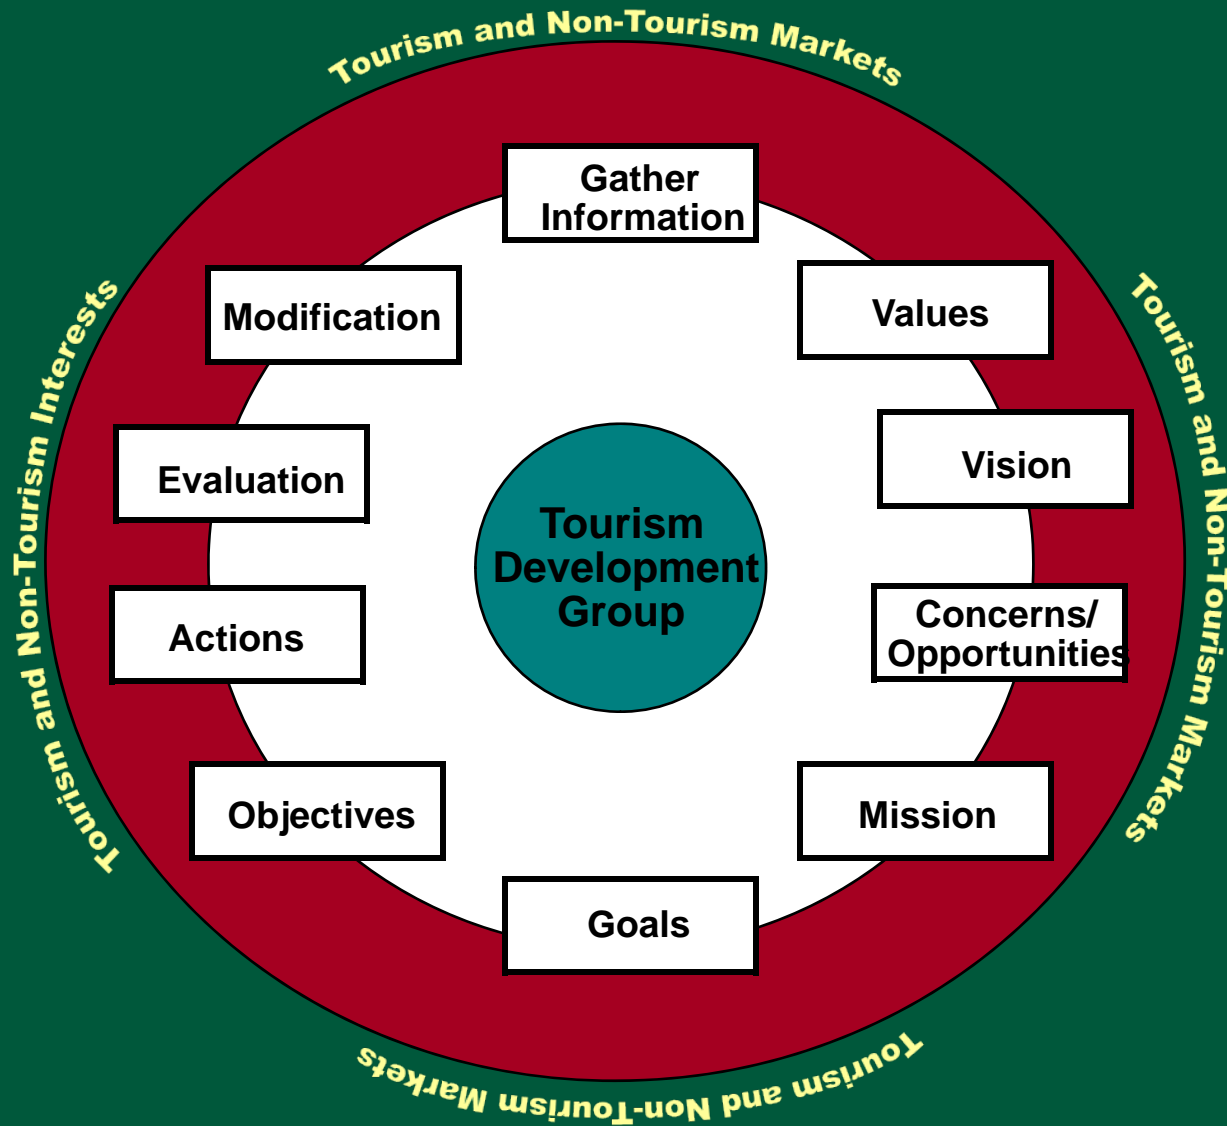 Tourism and Non-Tourism Markets
Gather
Information
Modification
Values
Tourism and Non-Tourism Interests
Tourism and Non-Tourism Markets
Evaluation
Vision
Tourism
Development
Group
Actions
Concerns/
Opportunities
Objectives
Mission
Goals
Tourism and Non-Tourism Markets